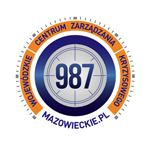 WOJEWÓDZKIE CENTRUM ZARZĄDZANIA KRYZYSOWEGO
987
MAZOWIECKIE.PL